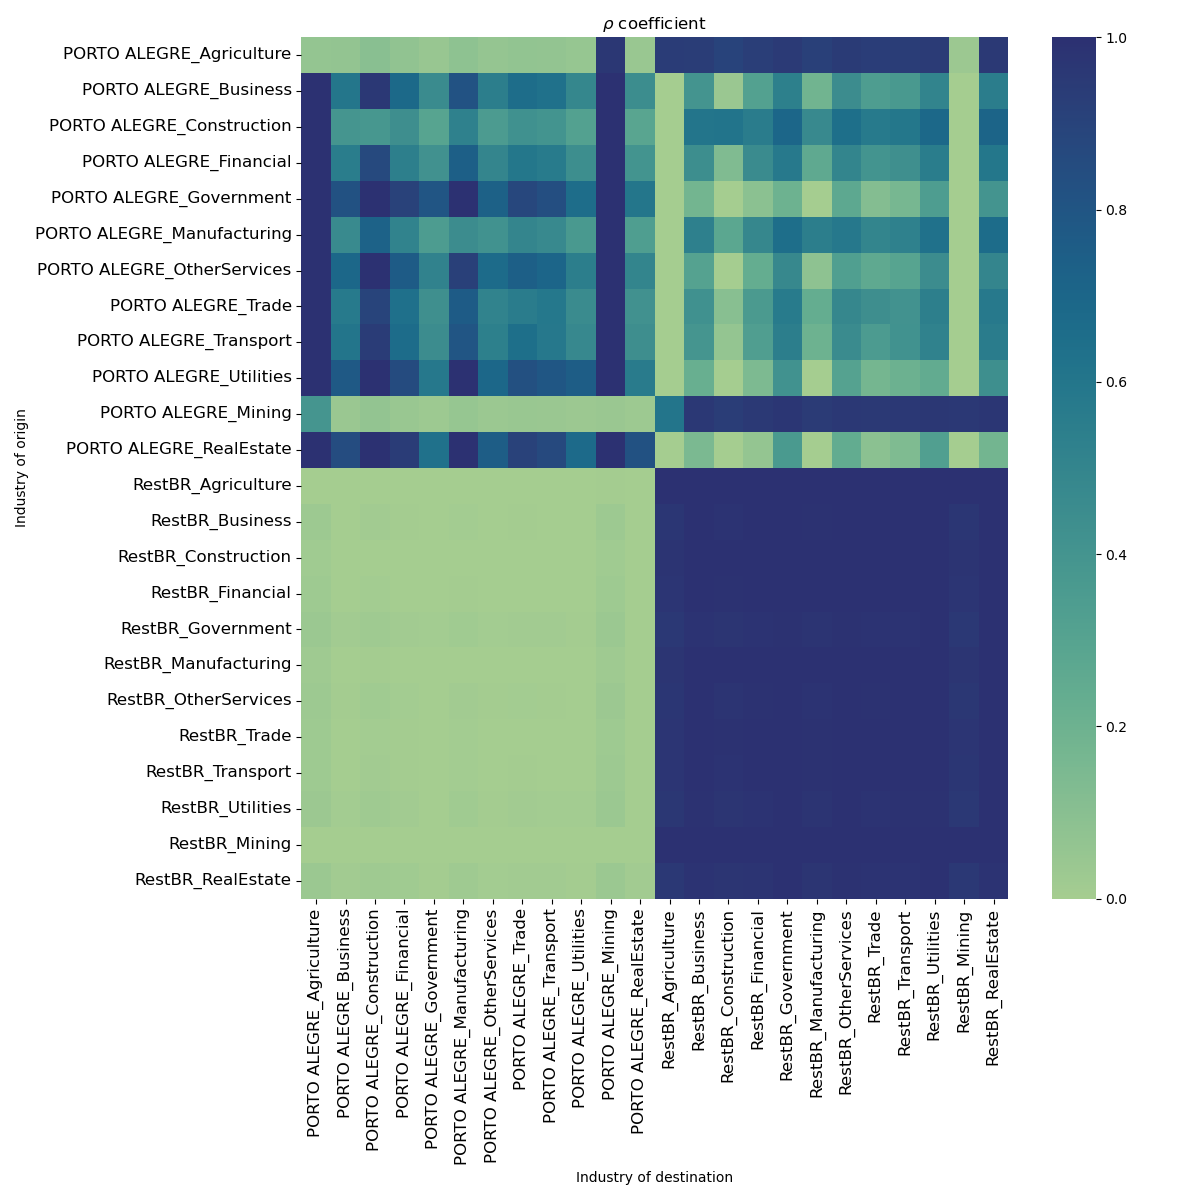 ρ coefficient
PORTO ALEGRE_Agriculture
PORTO ALEGRE_Business
PORTO ALEGRE_Construction
PORTO ALEGRE_Financial
PORTO ALEGRE_Government
PORTO ALEGRE_Manufacturing
PORTO ALEGRE_OtherServices
PORTO ALEGRE_Trade
PORTO ALEGRE_Transport
PORTO ALEGRE_Utilities
PORTO ALEGRE_Mining
PORTO ALEGRE_RealEstate
RestBR_Agriculture
RestBR_Business
RestBR_Construction
RestBR_Financial
RestBR_Government
RestBR_Manufacturing
RestBR_OtherServices
RestBR_Trade
RestBR_Transport
RestBR_Utilities
RestBR_Mining
RestBR_RealEstate
Industry of origin
PORTO ALEGRE_Agriculture
PORTO ALEGRE_Business
PORTO ALEGRE_Construction
PORTO ALEGRE_Financial
PORTO ALEGRE_Government
PORTO ALEGRE_Manufacturing
PORTO ALEGRE_OtherServices
PORTO ALEGRE_Trade
PORTO ALEGRE_Transport
PORTO ALEGRE_Utilities
PORTO ALEGRE_Mining
PORTO ALEGRE_RealEstate
RestBR_Agriculture
RestBR_Business
RestBR_Construction
RestBR_Financial
RestBR_Government
RestBR_Manufacturing
RestBR_OtherServices
RestBR_Trade
RestBR_Transport
RestBR_Utilities
RestBR_Mining
RestBR_RealEstate
Industry of destination
1.0
0.8
0.6
0.4
0.2
0.0